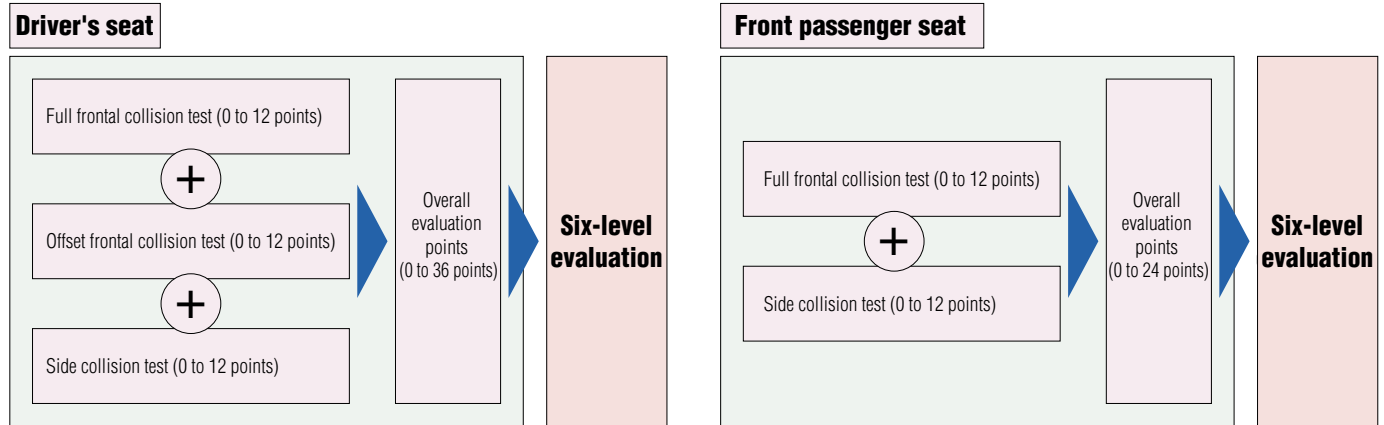 Driver's seat
Full frontal collision test (0 to 12 points)
+
Offset frontal collision test (0 to 12 points)
+
Side collision test (0 to 12 points)
Overall
evaluation
points
(0 to 36 points)
Six-level
evaluation
Front passenger seat
Full frontal collision test (0 to 12 points)
+
Side collision test (0 to 12 points)
Overall
evaluation
points
(0 to 24 points)
Six-level
evaluation